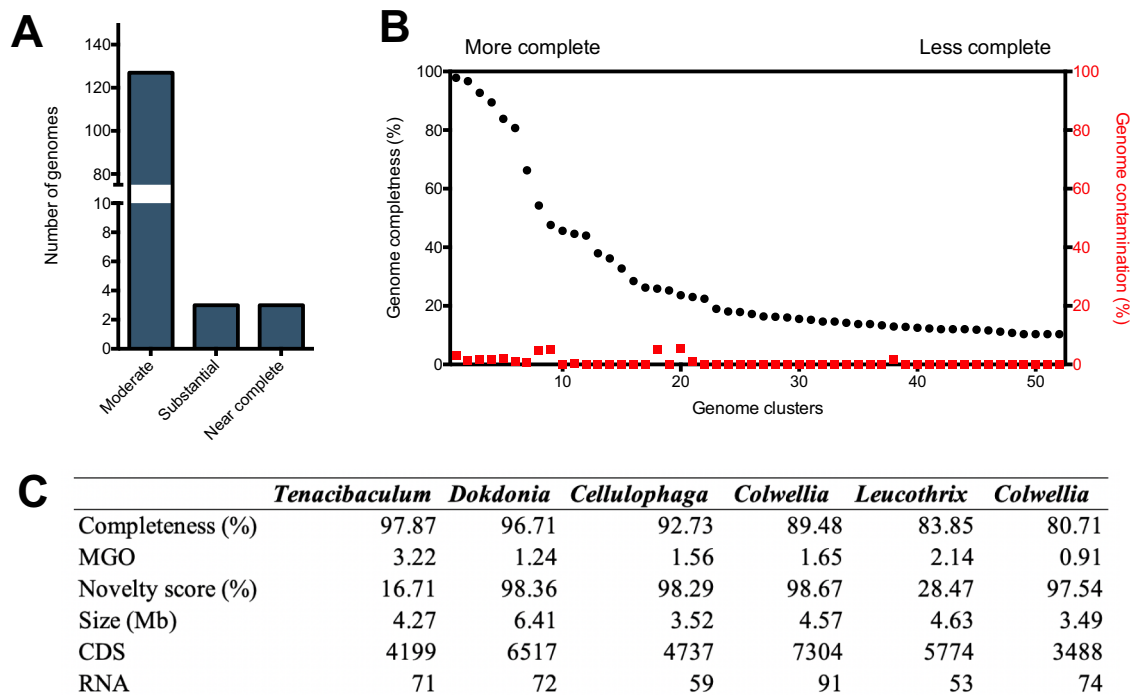 A
140
120
100
80
10
8
6
4
2
0
Number of genomes
Moderate
Substantial
Near complete
B
More complete
Less complete
100
80
60
40
20
0
Genome completness (%)
100
80
60
40
20
0
Genome contamination (%)
10
20
30
40
50
Genome clusters
C
Tenacibaculum Dokdonia Cellulophaga Colwellia Leucothrix Colwellia
Completeness (%) 97.87 96.71 92.73 89.48 83.85 80.71
MGO 3.22 1.24 1.56 1.65 2.14 0.91
Novelty score (%) 16.71 98.36 98.29 98.67 28.47 97.54
Size (Mb) 4.27 6.41 3.52 4.57 4.63 3.49
CDS 4199 6517 4737 7304 5774 3488
RNA 71 72 59 91 53 74